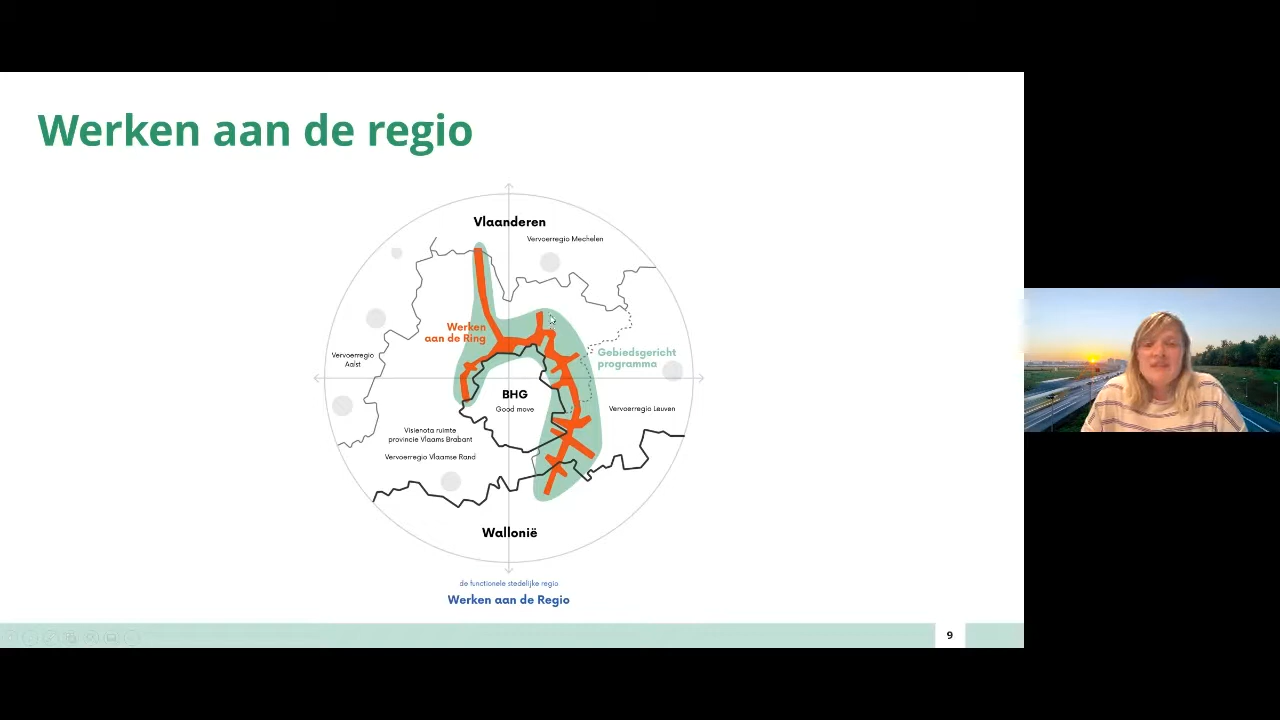 Werken aan de regio
Vlaanderen
Vervoerregio Mechelen
Werken
aan de Ring
Gebiedsgericht
programma
Vervoerregio
Aalst
BHG
Good move
Vervoerregio Leuven
Visienota ruimte
provincie Vlaams Brabant
Vervoerregio Vlaamse Rand
Wallonië
de functionele stedelijke regio
Werken aan de Regio
9